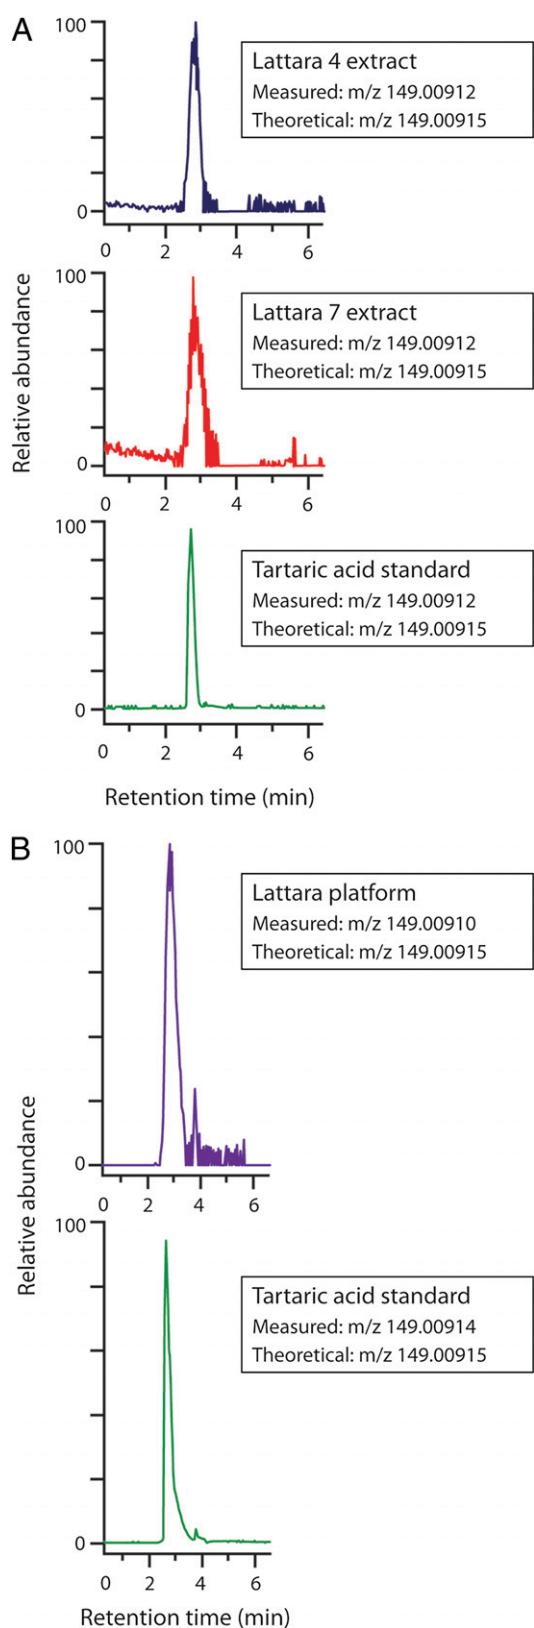 A
100
0
0 2 4 6
Lattara 4 extract
Measured: m/z 149.00912
Theoretical: m/z 149.00915
Relative abundance
100
0
0 2 4 6
Lattara 7 extract
Measured: m/z 149.00912
Theoretical: m/z 149.00915
100
0
0 2 4 6
Tartaric acid standard
Measured: m/z 149.00912
Theoretical: m/z 149.00915
Retention time (min)
B
100
0
0 2 4 6
Lattara platform
Measured: m/z 149.00910
Theoretical: m/z 149.00915
Relative abundance
100
0
0 2 4 6
Tartaric acid standard
Measured: m/z 149.00914
Theoretical: m/z 149.00915
Retention time (min)